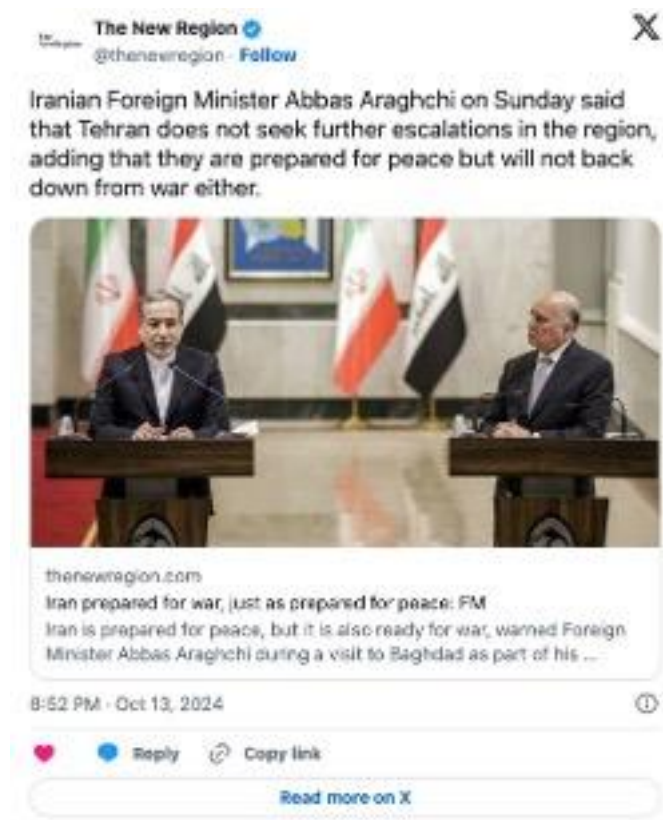 The New Region
@thenewregion · Follow
Iranian Foreign Minister Abbas Araghchi on Sunday said
that Tehran does not seek further escalations in the region,
adding that they are prepared for peace but will not back
down from war either.
thenewregion.com
Iran prepared for war, just as prepared for peace: FM
Iran is prepared for peace, but it is also ready for war, warned Foreign
Minister Abbas Araghchi during a visit to Baghdad as part of his ...
8:52 PM · Oct 13, 2024
Reply
Copy link
Read more on X